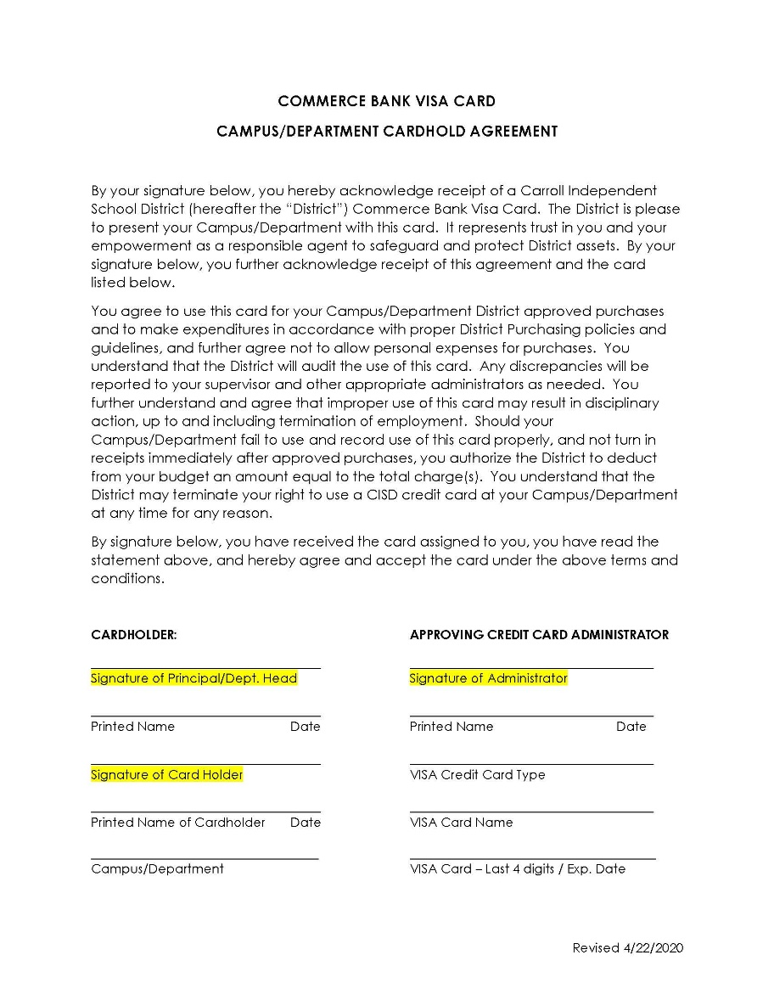 COMMERCE BANK VISA CARD
CAMPUS/DEPARTMENT CARDHOLD AGREEMENT
By your signature below, you hereby acknowledge receipt of a Carroll Independent
School District (hereafter the “District”) Commerce Bank Visa Card.  The District is please
to present your Campus/Department with this card.  It represents trust in you and your
empowerment as a responsible agent to safeguard and protect District assets.  By your
signature below, you further acknowledge receipt of this agreement and the card
listed below.
You agree to use this card for your Campus/Department District approved purchases
and to make expenditures in accordance with proper District Purchasing policies and
guidelines, and further agree not to allow personal expenses for purchases.  You
understand that the District will audit the use of this card.  Any discrepancies will be
reported to your supervisor and other appropriate administrators as needed.  You
further understand and agree that improper use of this card may result in disciplinary
action, up to and including termination of employment.  Should your
Campus/Department fail to use and record use of this card properly, and not turn in
receipts immediately after approved purchases, you authorize the District to deduct
from your budget an amount equal to the total charge(s).  You understand that the
District may terminate your right to use a CISD credit card at your Campus/Department
at any time for any reason.
By signature below, you have received the card assigned to you, you have read the
statement above, and hereby agree and accept the card under the above terms and
conditions.
CARDHOLDER:
Signature of Principal/Dept. Head
Printed Name Date
Signature of Card Holder
Printed Name of Cardholder Date
Campus/Department
APPROVING CREDIT CARD ADMINISTRATOR
Signature of Administrator
Printed Name Date
VISA Credit Card Type
VISA Card Name
VISA Card – Last 4 digits / Exp. Date
Revised 4/22/2020